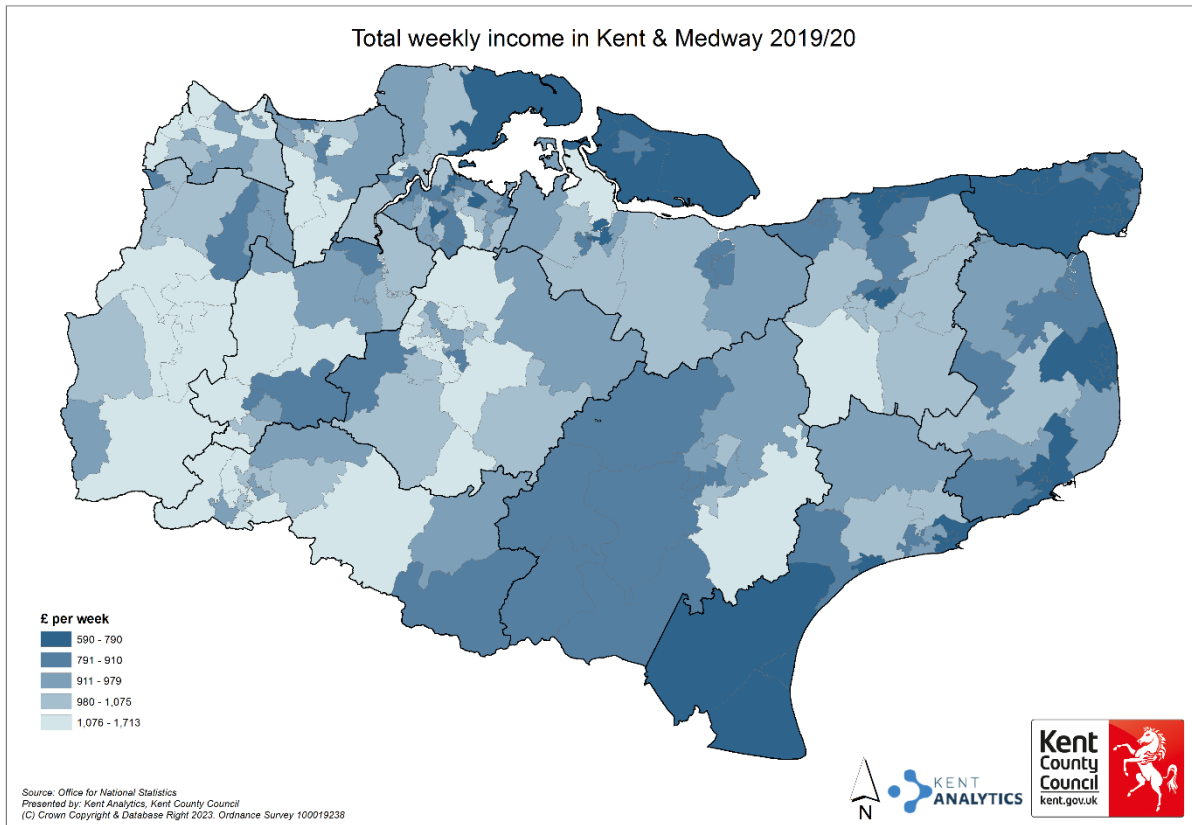 Total weekly income in Kent & Medway 2019/20
£ per week
590 - 790
791 - 910
911 - 979
980 - 1,075
1,076 - 1,713
Source: Office for National Statistics
Presented by: Kent Analytics, Kent County Council
(C) Crown Copyright & Database Right 2023. Ordnance Survey 100019238
N
KENT
ANALYTICS
Kent
County
Council
kent.gov.uk